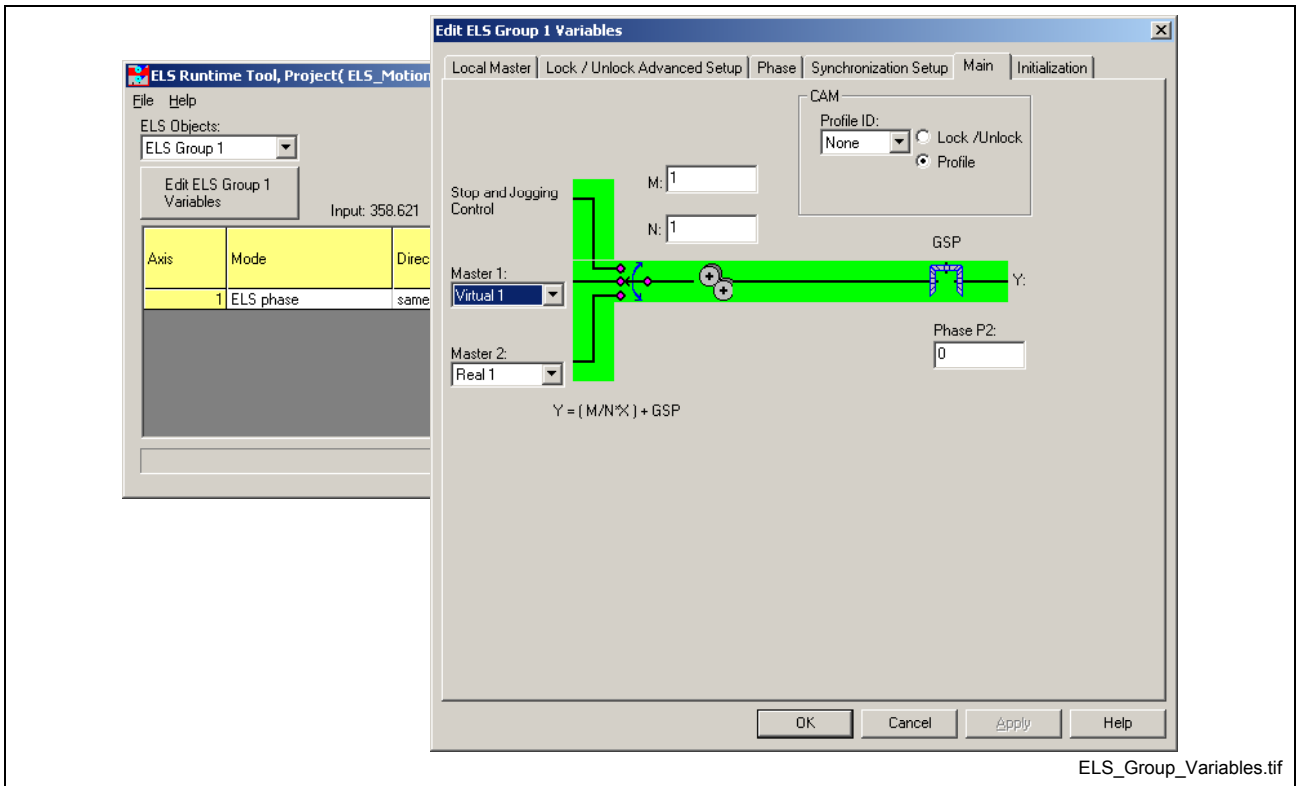 Edit ELS Group 1 Variables
Local Master
Lock / Unlock Advanced Setup
Phase
Synchronization Setup
Main
Initialization
ELS Runtime Tool, Project( ELS_Motion
File Help
ELS Objects:
ELS Group 1
Edit ELS Group 1
Variables
Input: 358.621
Axis
Mode
Direc
1
ELS phase
same
CAM
Profile ID:
None
Lock /Unlock
Profile
M: 1
N: 1
Stop and Jogging
Control
Master 1:
Virtual 1
Master 2:
Real 1
GSP
Y:
Phase P2:
0
Y = ( M/N*X ) + GSP
OK
Cancel
Apply
Help
ELS_Group_Variables.tif